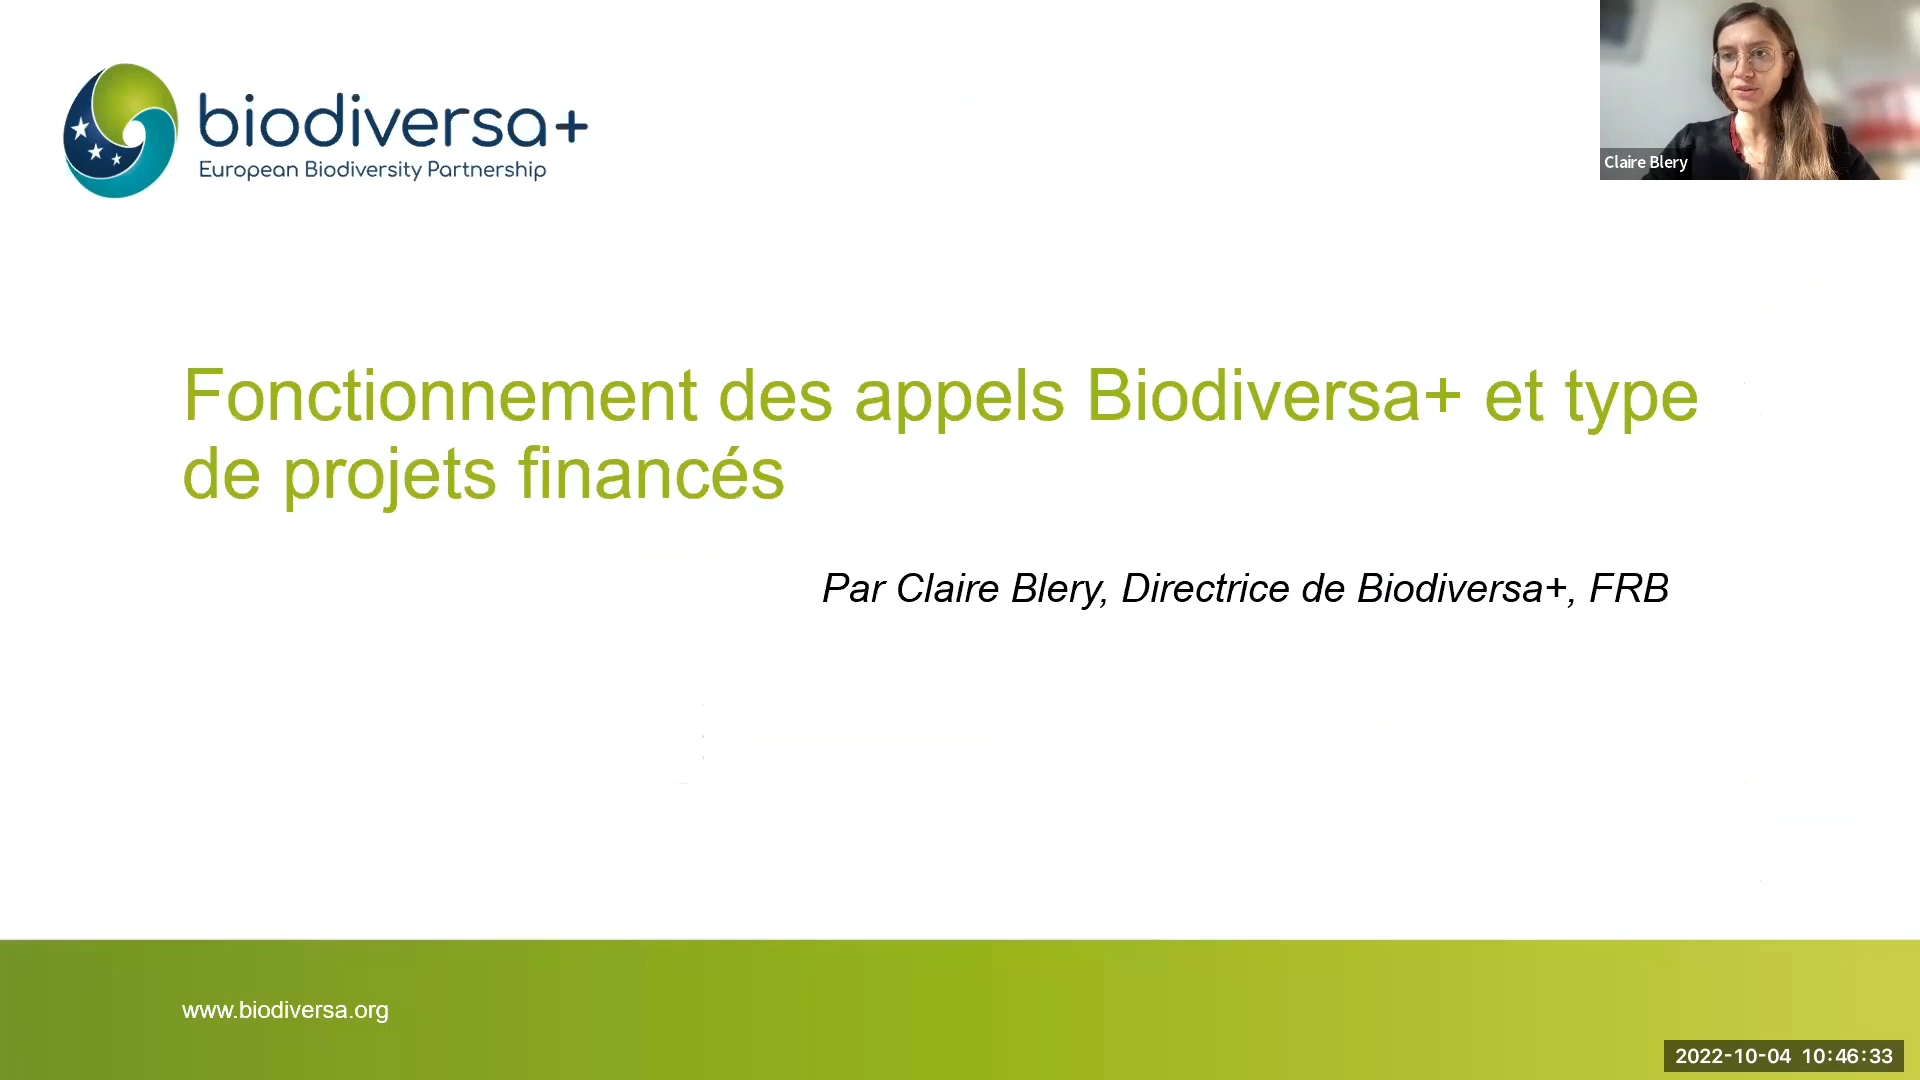 biodiversa+
European Biodiversity Partnership
Claire Blery
Fonctionnement des appels Biodiversa+ et type
de projets financés
Par Claire Blery, Directrice de Biodiversa+, FRB
www.biodiversa.org
2022-10-04 10:46:33